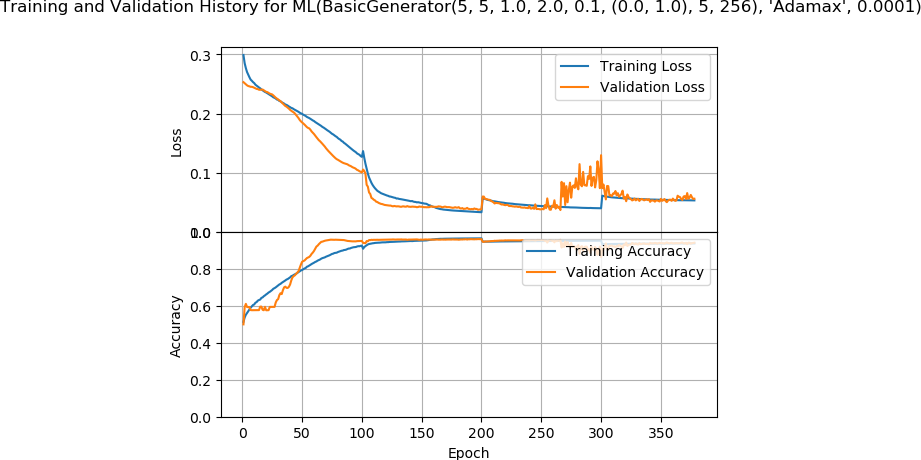 Training and Validation History for ML(BasicGenerator(5, 5, 1.0, 2.0, 0.1, (0.0, 1.0), 5, 256), 'Adamax', 0.0001)
0.3
Training Loss
Validation Loss
0.2
Loss
0.1
0.0
1.0
Training Accuracy
0.8
Validation Accuracy
0.6
Accuracy
0.4
0.2
0.0
0 50 100 150 200 250 300 350
Epoch